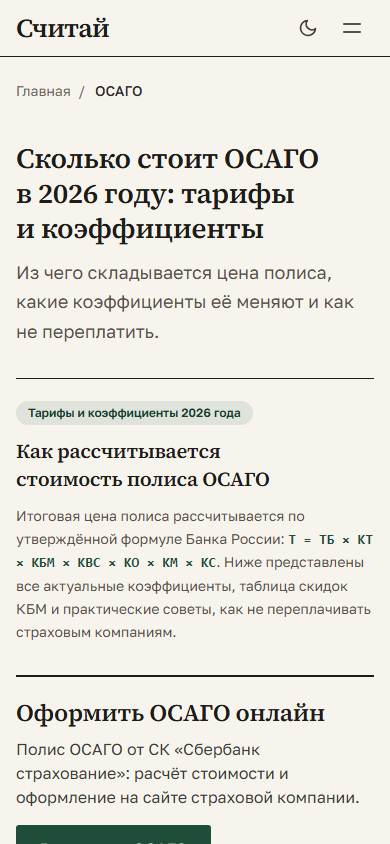 Считай
Главная / ОСАГО
Сколько стоит ОСАГО
в 2026 году: тарифы
и коэффициенты
Из чего складывается цена полиса,
какие коэффициенты её меняют и как
не переплатить.
Тарифы и коэффициенты 2026 года
Как рассчитывается
стоимость полиса ОСАГО
Итоговая цена полиса рассчитывается по
утверждённой формуле Банка России: Т = ТБ × КТ
× КБМ × КВС × КО × КМ × КС. Ниже представлены
все актуальные коэффициенты, таблица скидок
КБМ и практические советы, как не переплачивать
страховым компаниям.
Оформить ОСАГО онлайн
Полис ОСАГО от СК «Сбербанк
страхование»: расчёт стоимости и
оформление на сайте страховой компании.